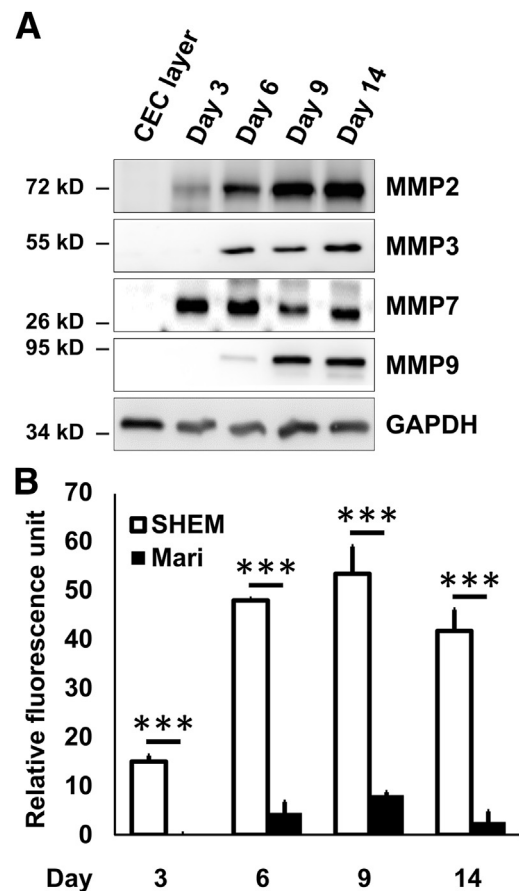 A
CEC layer
Day 3
Day 6
Day 9
Day 14
72 kD
MMP2
55 kD
MMP3
26 kD
MMP7
95 kD
MMP9
34 kD
GAPDH
B
Relative fluorescence unit
70
60
50
40
30
20
10
0
SHEM
Mari
***
***
***
***
Day 3 6 9 14